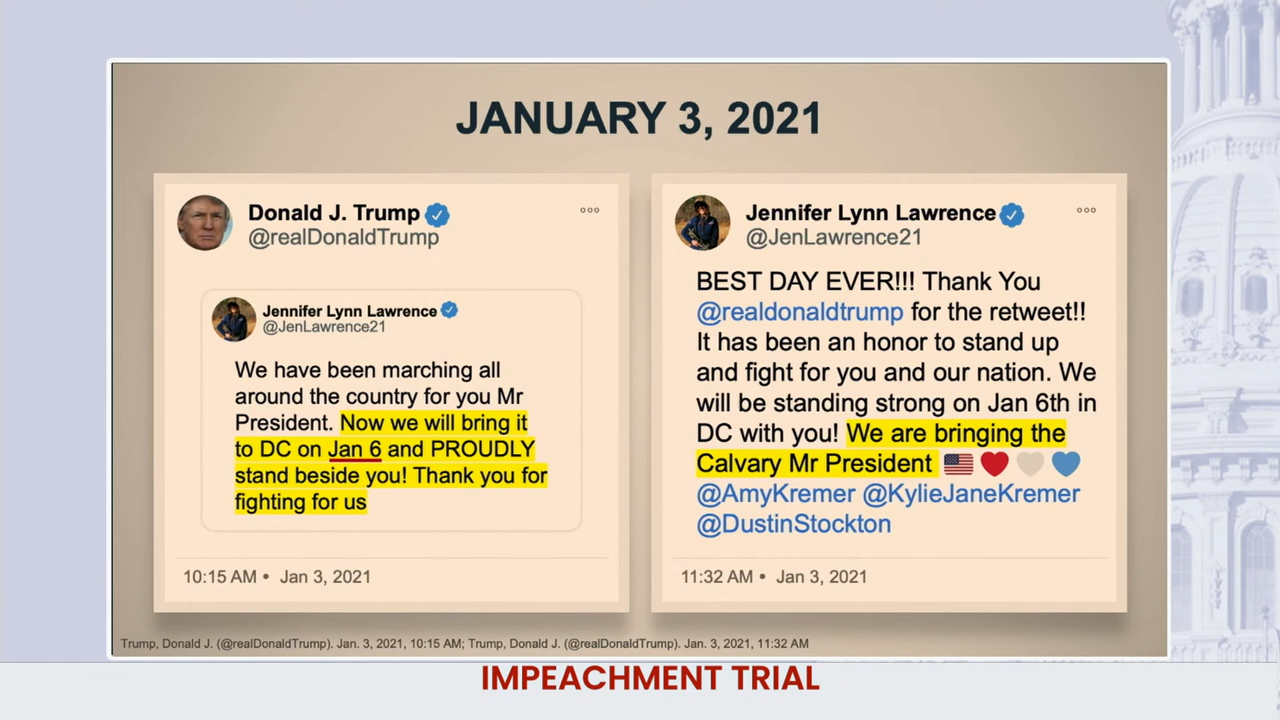 JANUARY 3, 2021
Donald J. Trump
@realDonaldTrump
Jennifer Lynn Lawrence
@JenLawrence21
We have been marching all
around the country for you Mr
President. Now we will bring it
to DC on Jan 6 and PROUDLY
stand beside you! Thank you for
fighting for us
10:15 AM • Jan 3, 2021
Jennifer Lynn Lawrence
@JenLawrence21
BEST DAY EVER!!! Thank You
@realdonaldtrump for the retweet!!
It has been an honor to stand up
and fight for you and our nation. We
will be standing strong on Jan 6th in
DC with you! We are bringing the
Calvary Mr President
@AmyKremer @KylieJaneKremer
@DustinStockton
11:32 AM • Jan 3, 2021
Trump, Donald J. (@realDonaldTrump). Jan. 3, 2021, 10:15 AM; Trump, Donald J. (@realDonaldTrump). Jan. 3, 2021, 11:32 AM
IMPEACHMENT TRIAL